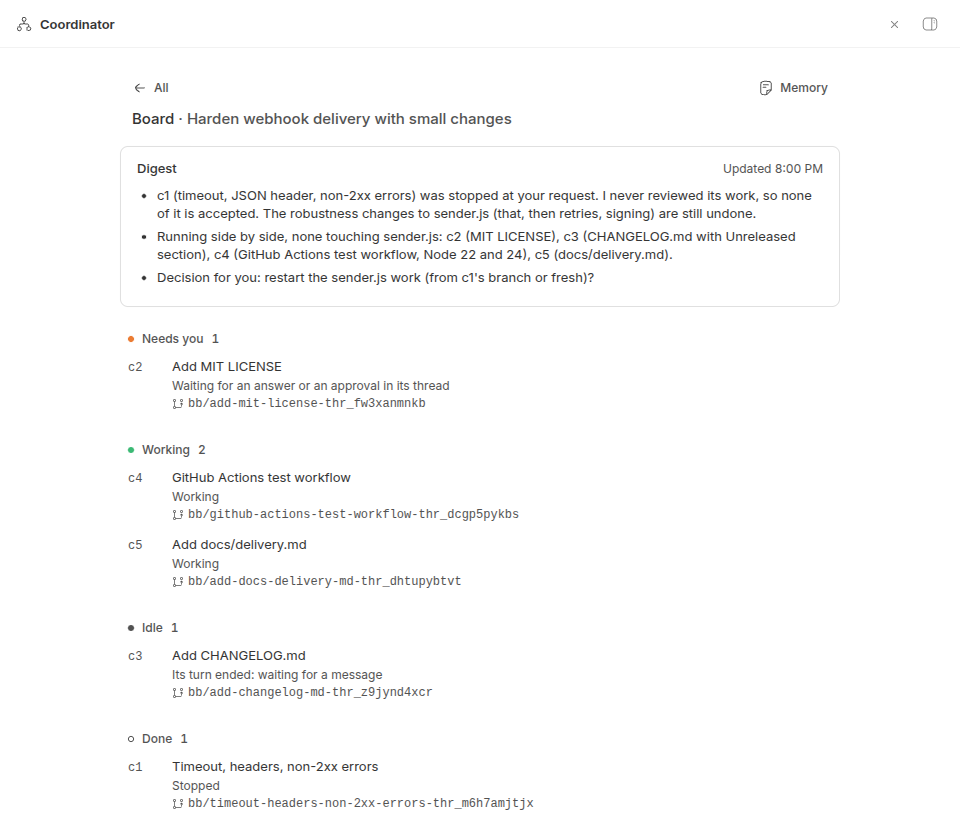 Coordinator
All
Memory
Board · Harden webhook delivery with small changes
Digest
Updated 8:00 PM
• c1 (timeout, JSON header, non-2xx errors) was stopped at your request. I never reviewed its work, so none
of it is accepted. The robustness changes to sender.js (that, then retries, signing) are still undone.
• Running side by side, none touching sender.js: c2 (MIT LICENSE), c3 (CHANGELOG.md with Unreleased
section), c4 (GitHub Actions test workflow, Node 22 and 24), c5 (docs/delivery.md).
• Decision for you: restart the sender.js work (from c1's branch or fresh)?
Needs you 1
c2 Add MIT LICENSE
Waiting for an answer or an approval in its thread
bb/add-mit-license-thr_fw3xanmnkb
Working 2
c4 GitHub Actions test workflow
Working
bb/github-actions-test-workflow-thr_dcgp5pykbs
c5 Add docs/delivery.md
Working
bb/add-docs-delivery-md-thr_dhtupybtvt
Idle 1
c3 Add CHANGELOG.md
Its turn ended: waiting for a message
bb/add-changelog-md-thr_z9jynd4xcr
Done 1
c1 Timeout, headers, non-2xx errors
Stopped
bb/timeout-headers-non-2xx-errors-thr_m6h7amjtjx